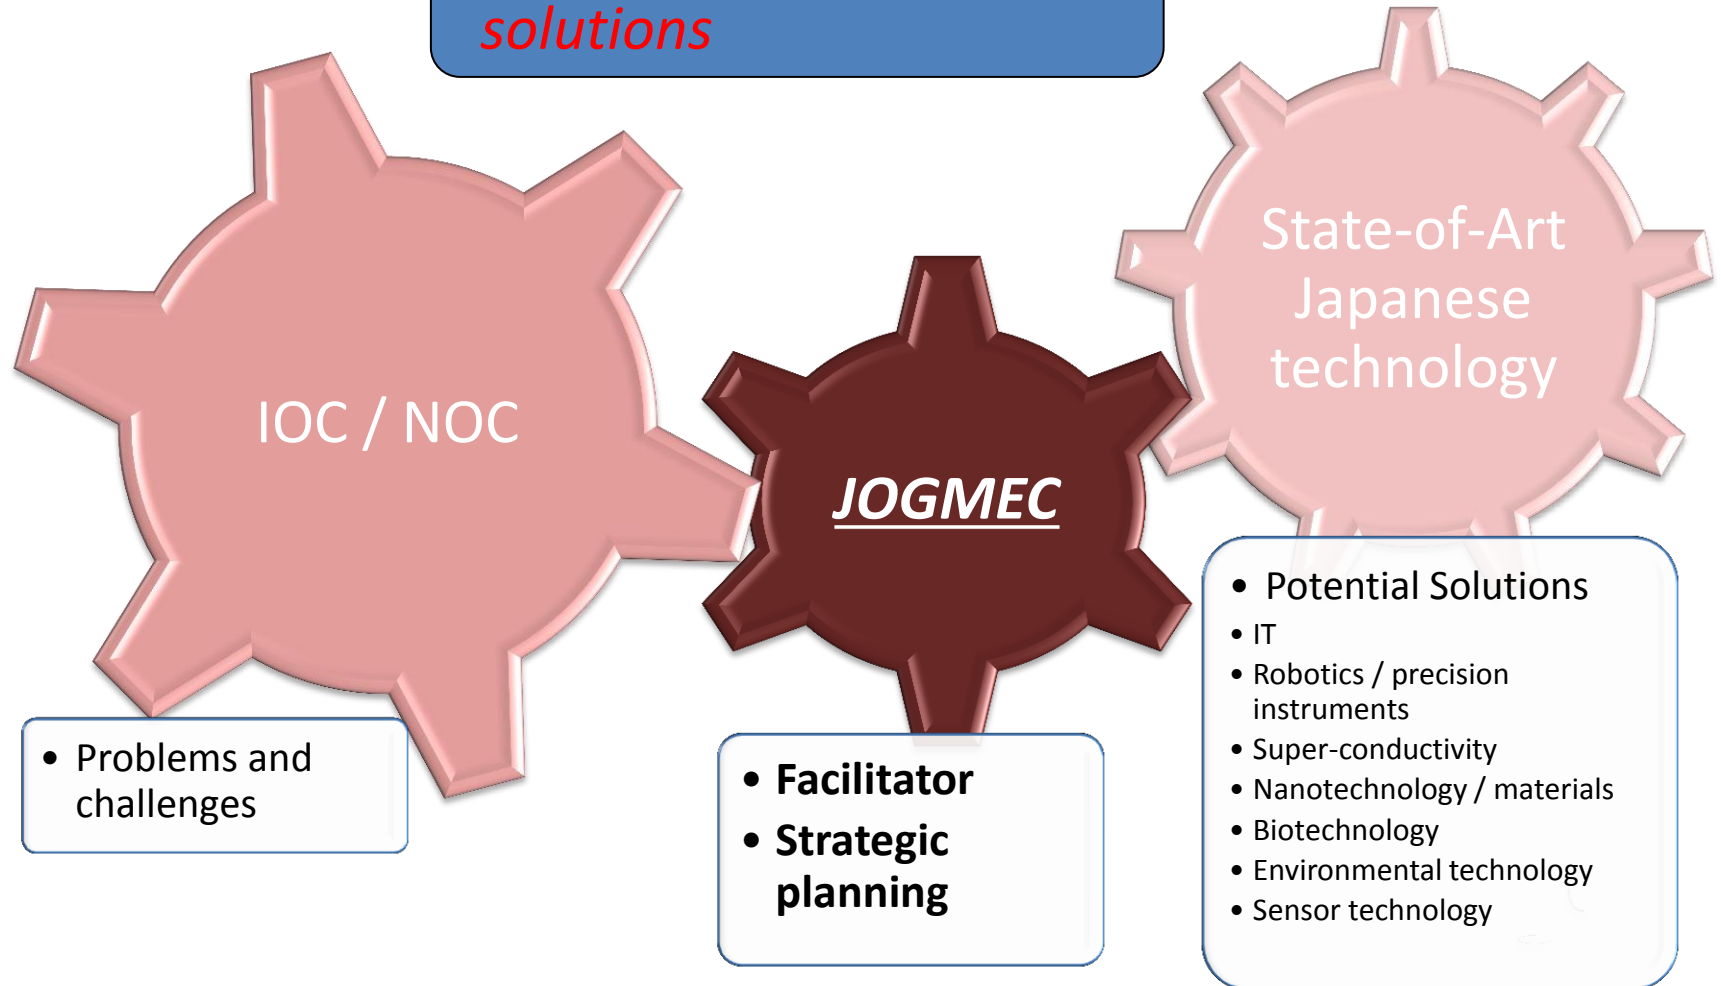 solutions
IOC / NOC
• Problems and
challenges
JOGMEC
• Facilitator
• Strategic
planning
State-of-Art
Japanese
technology
• Potential Solutions
• IT
• Robotics / precision
instruments
• Super-conductivity
• Nanotechnology / materials
• Biotechnology
• Environmental technology
• Sensor technology